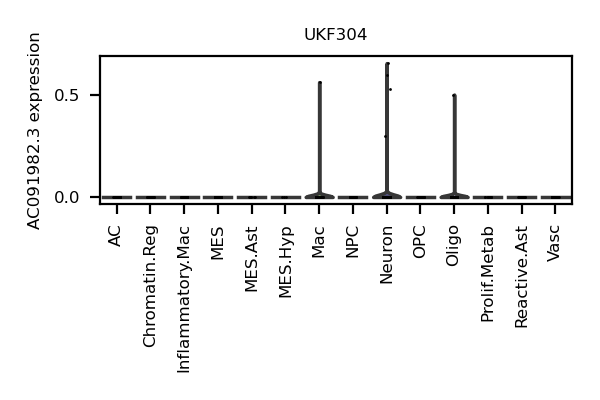 UKF304
AC091982.3 expression
0.5
0.0
AC
Chromatin.Reg
Inflammatory.Mac
MES
MES.Ast
MES.Hyp
Mac
NPC
Neuron
OPC
Oligo
Prolif.Metab
Reactive.Ast
Vasc